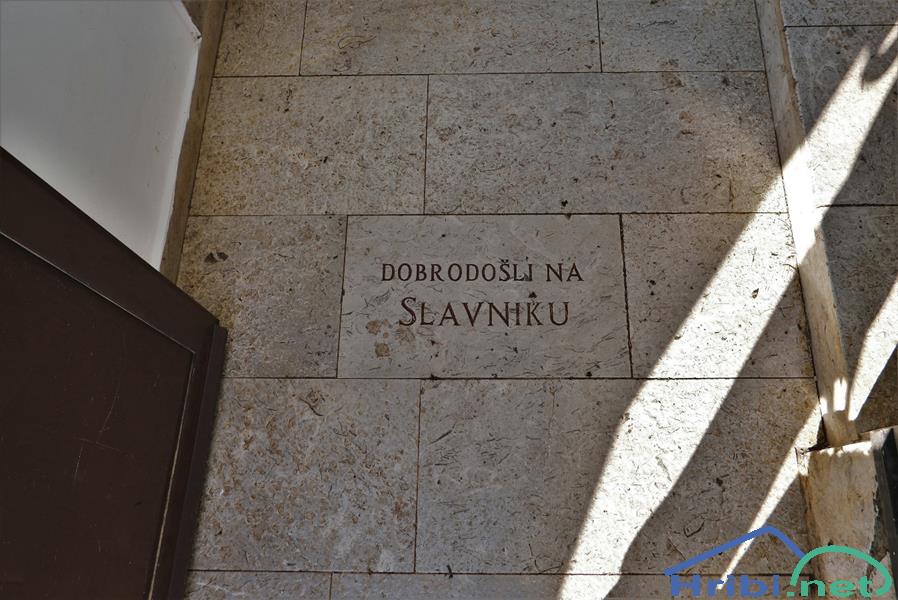 DOBRODOŠLI NA
SLAVNIKU
Hribi.net